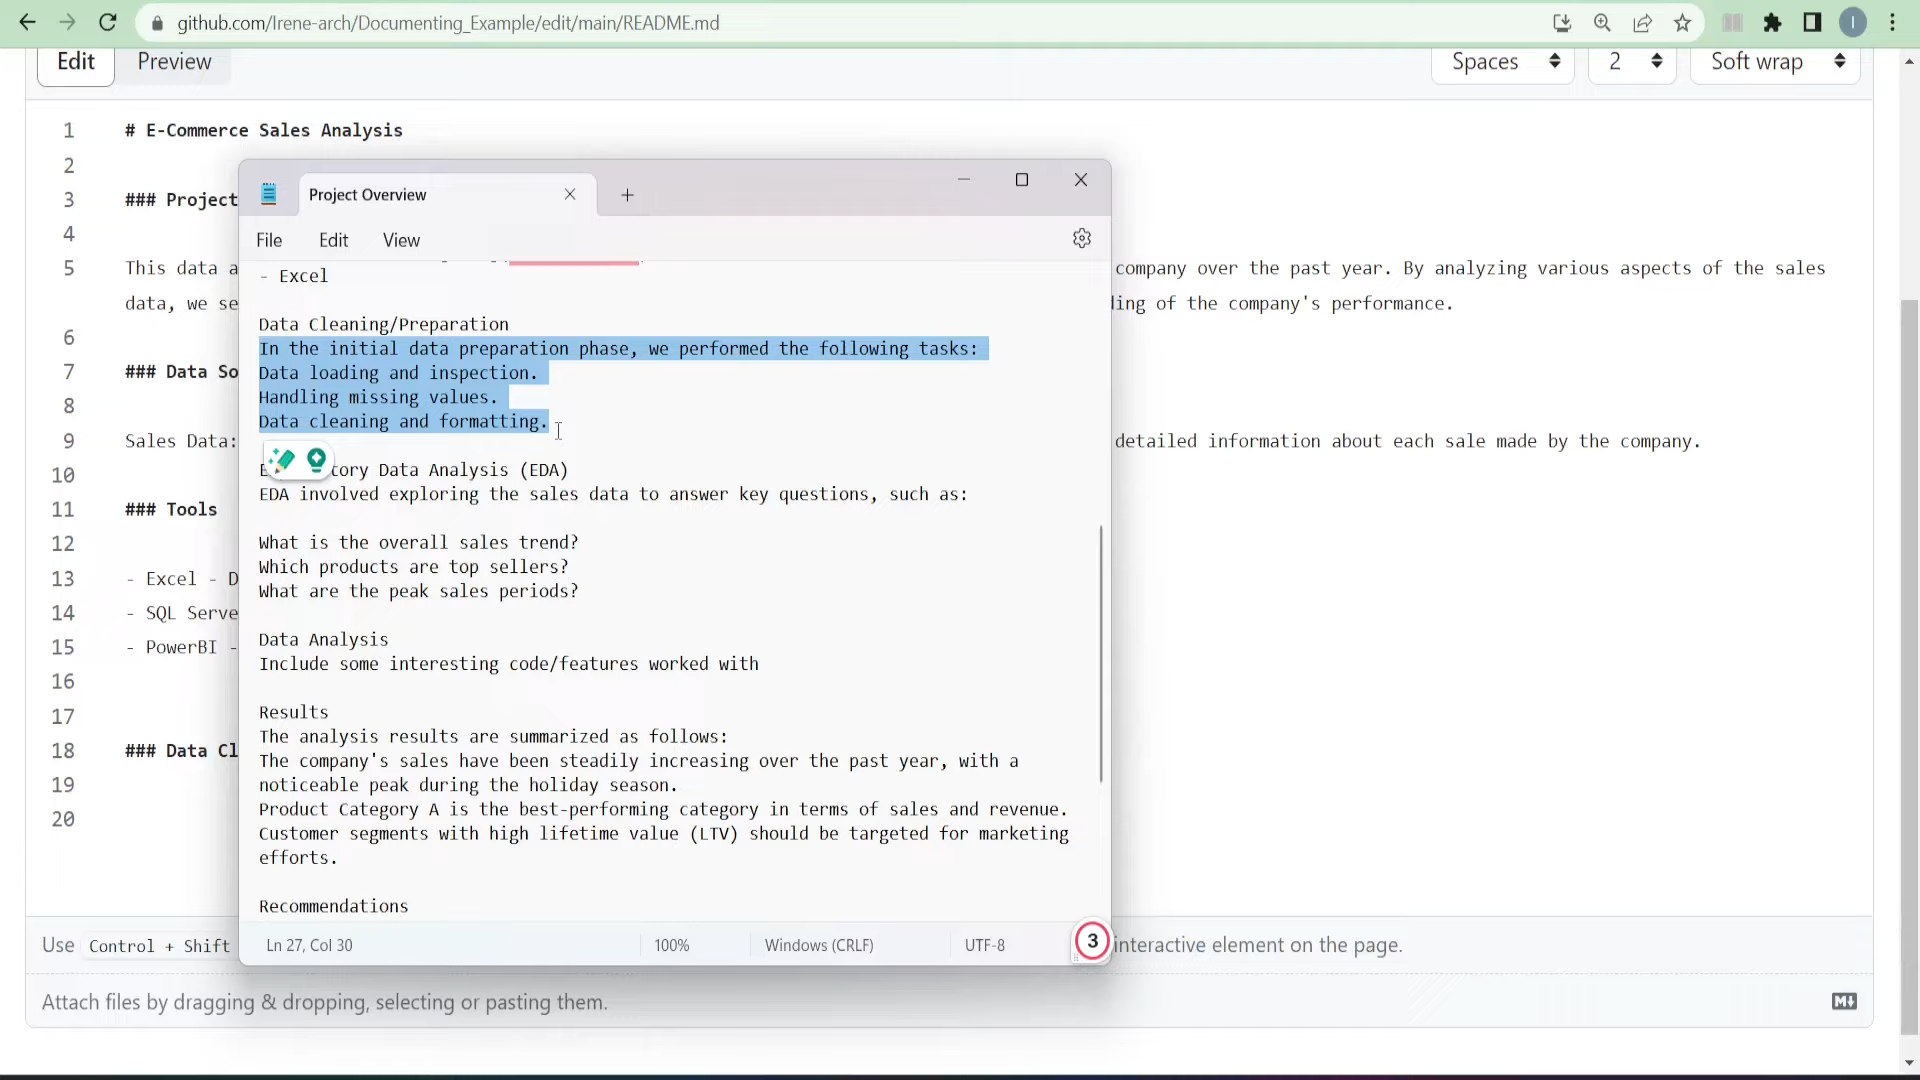 github.com/Irene-arch/Documenting_Example/edit/main/README.md
I
Edit
Preview
Spaces
2
Soft wrap
1 # E-Commerce Sales Analysis
2
3 ### Project
4
5 This data a
company over the past year. By analyzing various aspects of the sales
data, we se
ing of the company's performance.
6
7 ### Data So
8
9 Sales Data:
detailed information about each sale made by the company.
10
11 ### Tools
12
13 - Excel - D
14 - SQL Serve
15 - PowerBI -
16
17
18 ### Data Cl
19
20
Project Overview
File
Edit
View
- Excel
Data Cleaning/Preparation
In the initial data preparation phase, we performed the following tasks:
Data loading and inspection.
Handling missing values.
Data cleaning and formatting.
tory Data Analysis (EDA)
EDA involved exploring the sales data to answer key questions, such as:
What is the overall sales trend?
Which products are top sellers?
What are the peak sales periods?
Data Analysis
Include some interesting code/features worked with
Results
The analysis results are summarized as follows:
The company's sales have been steadily increasing over the past year, with a
noticeable peak during the holiday season.
Product Category A is the best-performing category in terms of sales and revenue.
Customer segments with high lifetime value (LTV) should be targeted for marketing
efforts.
Recommendations
Ln 27, Col 30
100%
Windows (CRLF)
UTF-8
3
Use Control + Shift
interactive element on the page.
Attach files by dragging & dropping, selecting or pasting them.
M